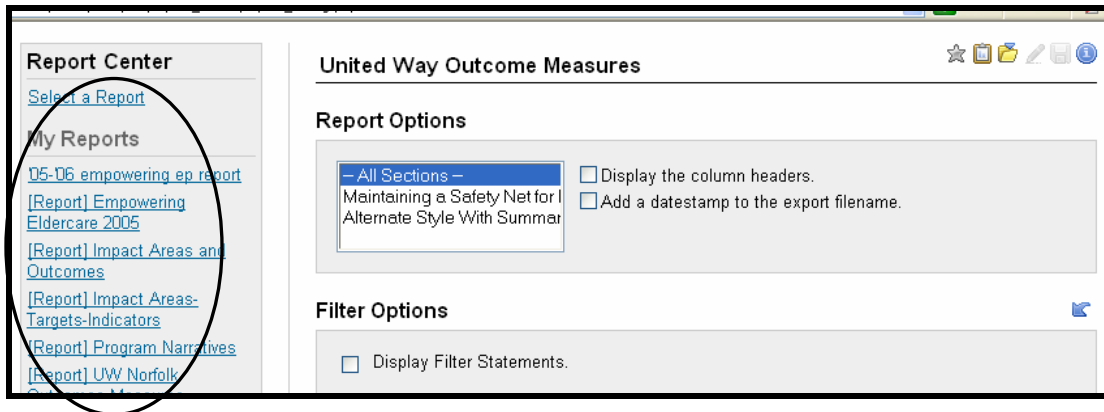 Report Center
Select a Report
My Reports
'05-'06 empowering ep report
[Report] Empowering
Eldercare 2005
[Report] Impact Areas and
Outcomes
[Report] Impact Areas-
Targets-Indicators
[Report] Program Narratives
[Report] UW Norfolk
United Way Outcome Measures
Report Options
-- All Sections --
Maintaining a Safety Net for
Alternate Style With Summar
Display the column headers.
Add a datestamp to the export filename.
Filter Options
Display Filter Statements.